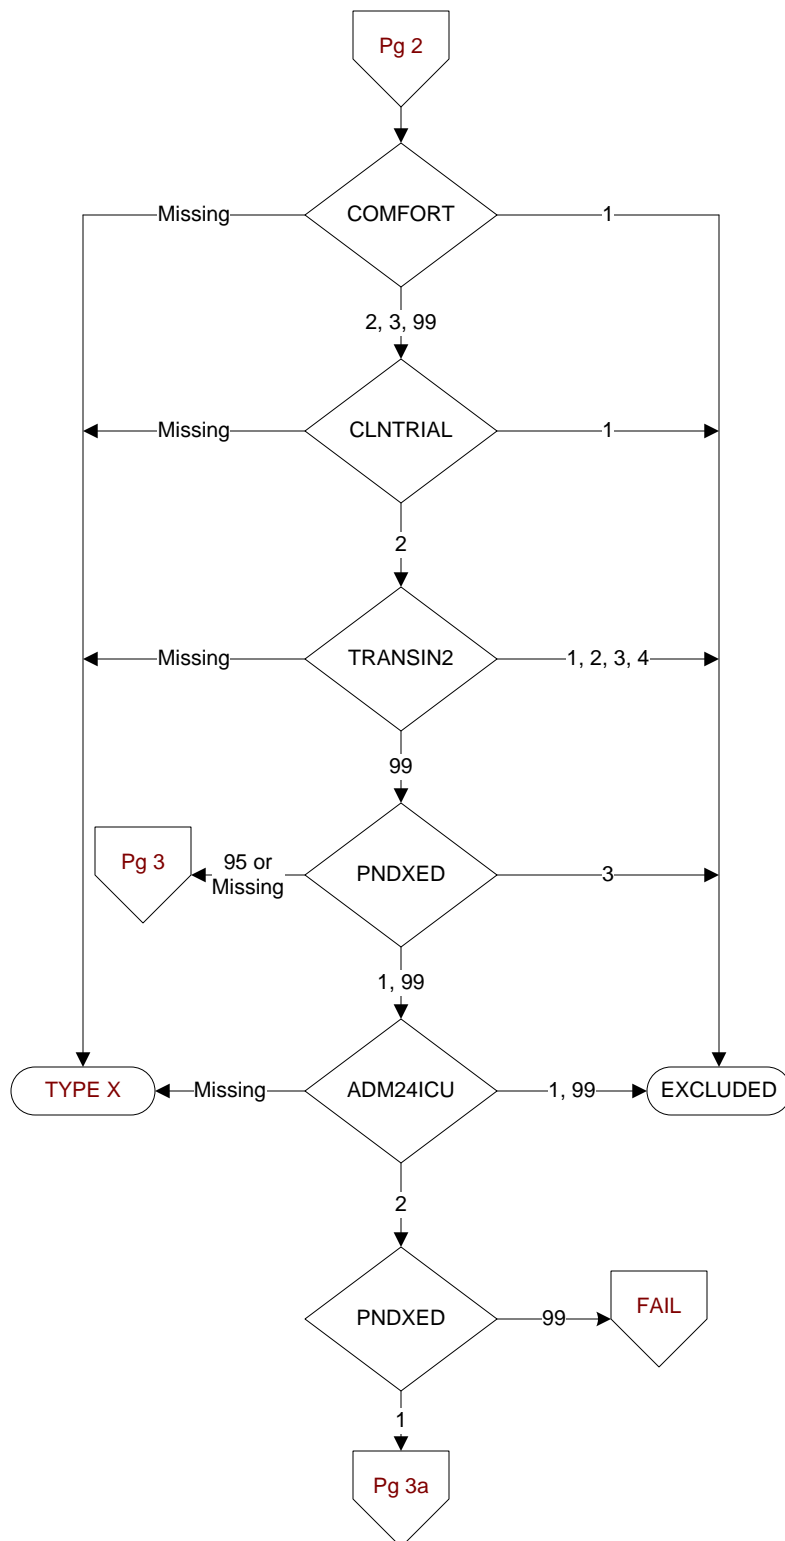 Pg 2
Missing
COMFORT
1
2, 3, 99
Missing
CLNTRIAL
1
2
Missing
TRANSIN2
1, 2, 3, 4
99
Pg 3
95 or
Missing
PNDXED
3
1, 99
TYPE X
Missing
ADM24ICU
1, 99
EXCLUDED
2
PNDXED
99
FAIL
1
Pg 3a